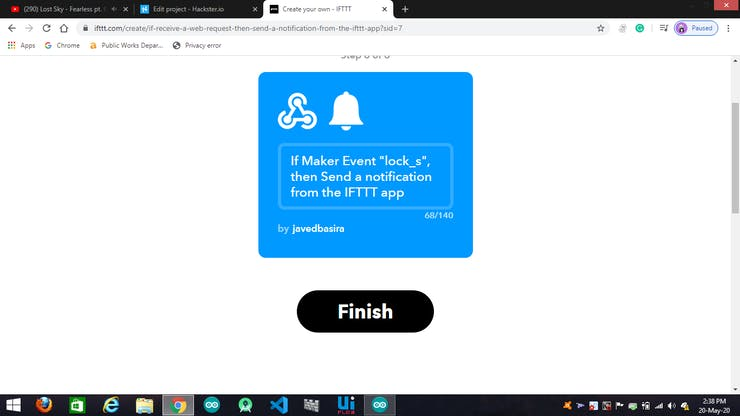 (290) Lost Sky - Fearless pt.
Edit project - Hackster.io
Create your own - IFTTT
ifttt.com/create/if-receive-a-web-request-then-send-a-notification-from-the-ifttt-app?sid=7
Paused
Apps
Chrome
Public Works Depar...
Privacy error
Step 6 of 6
If Maker Event "lock_s",
then Send a notification
from the IFTTT app
68/140
by javedbasira
Finish
2:38 PM
20-May-20